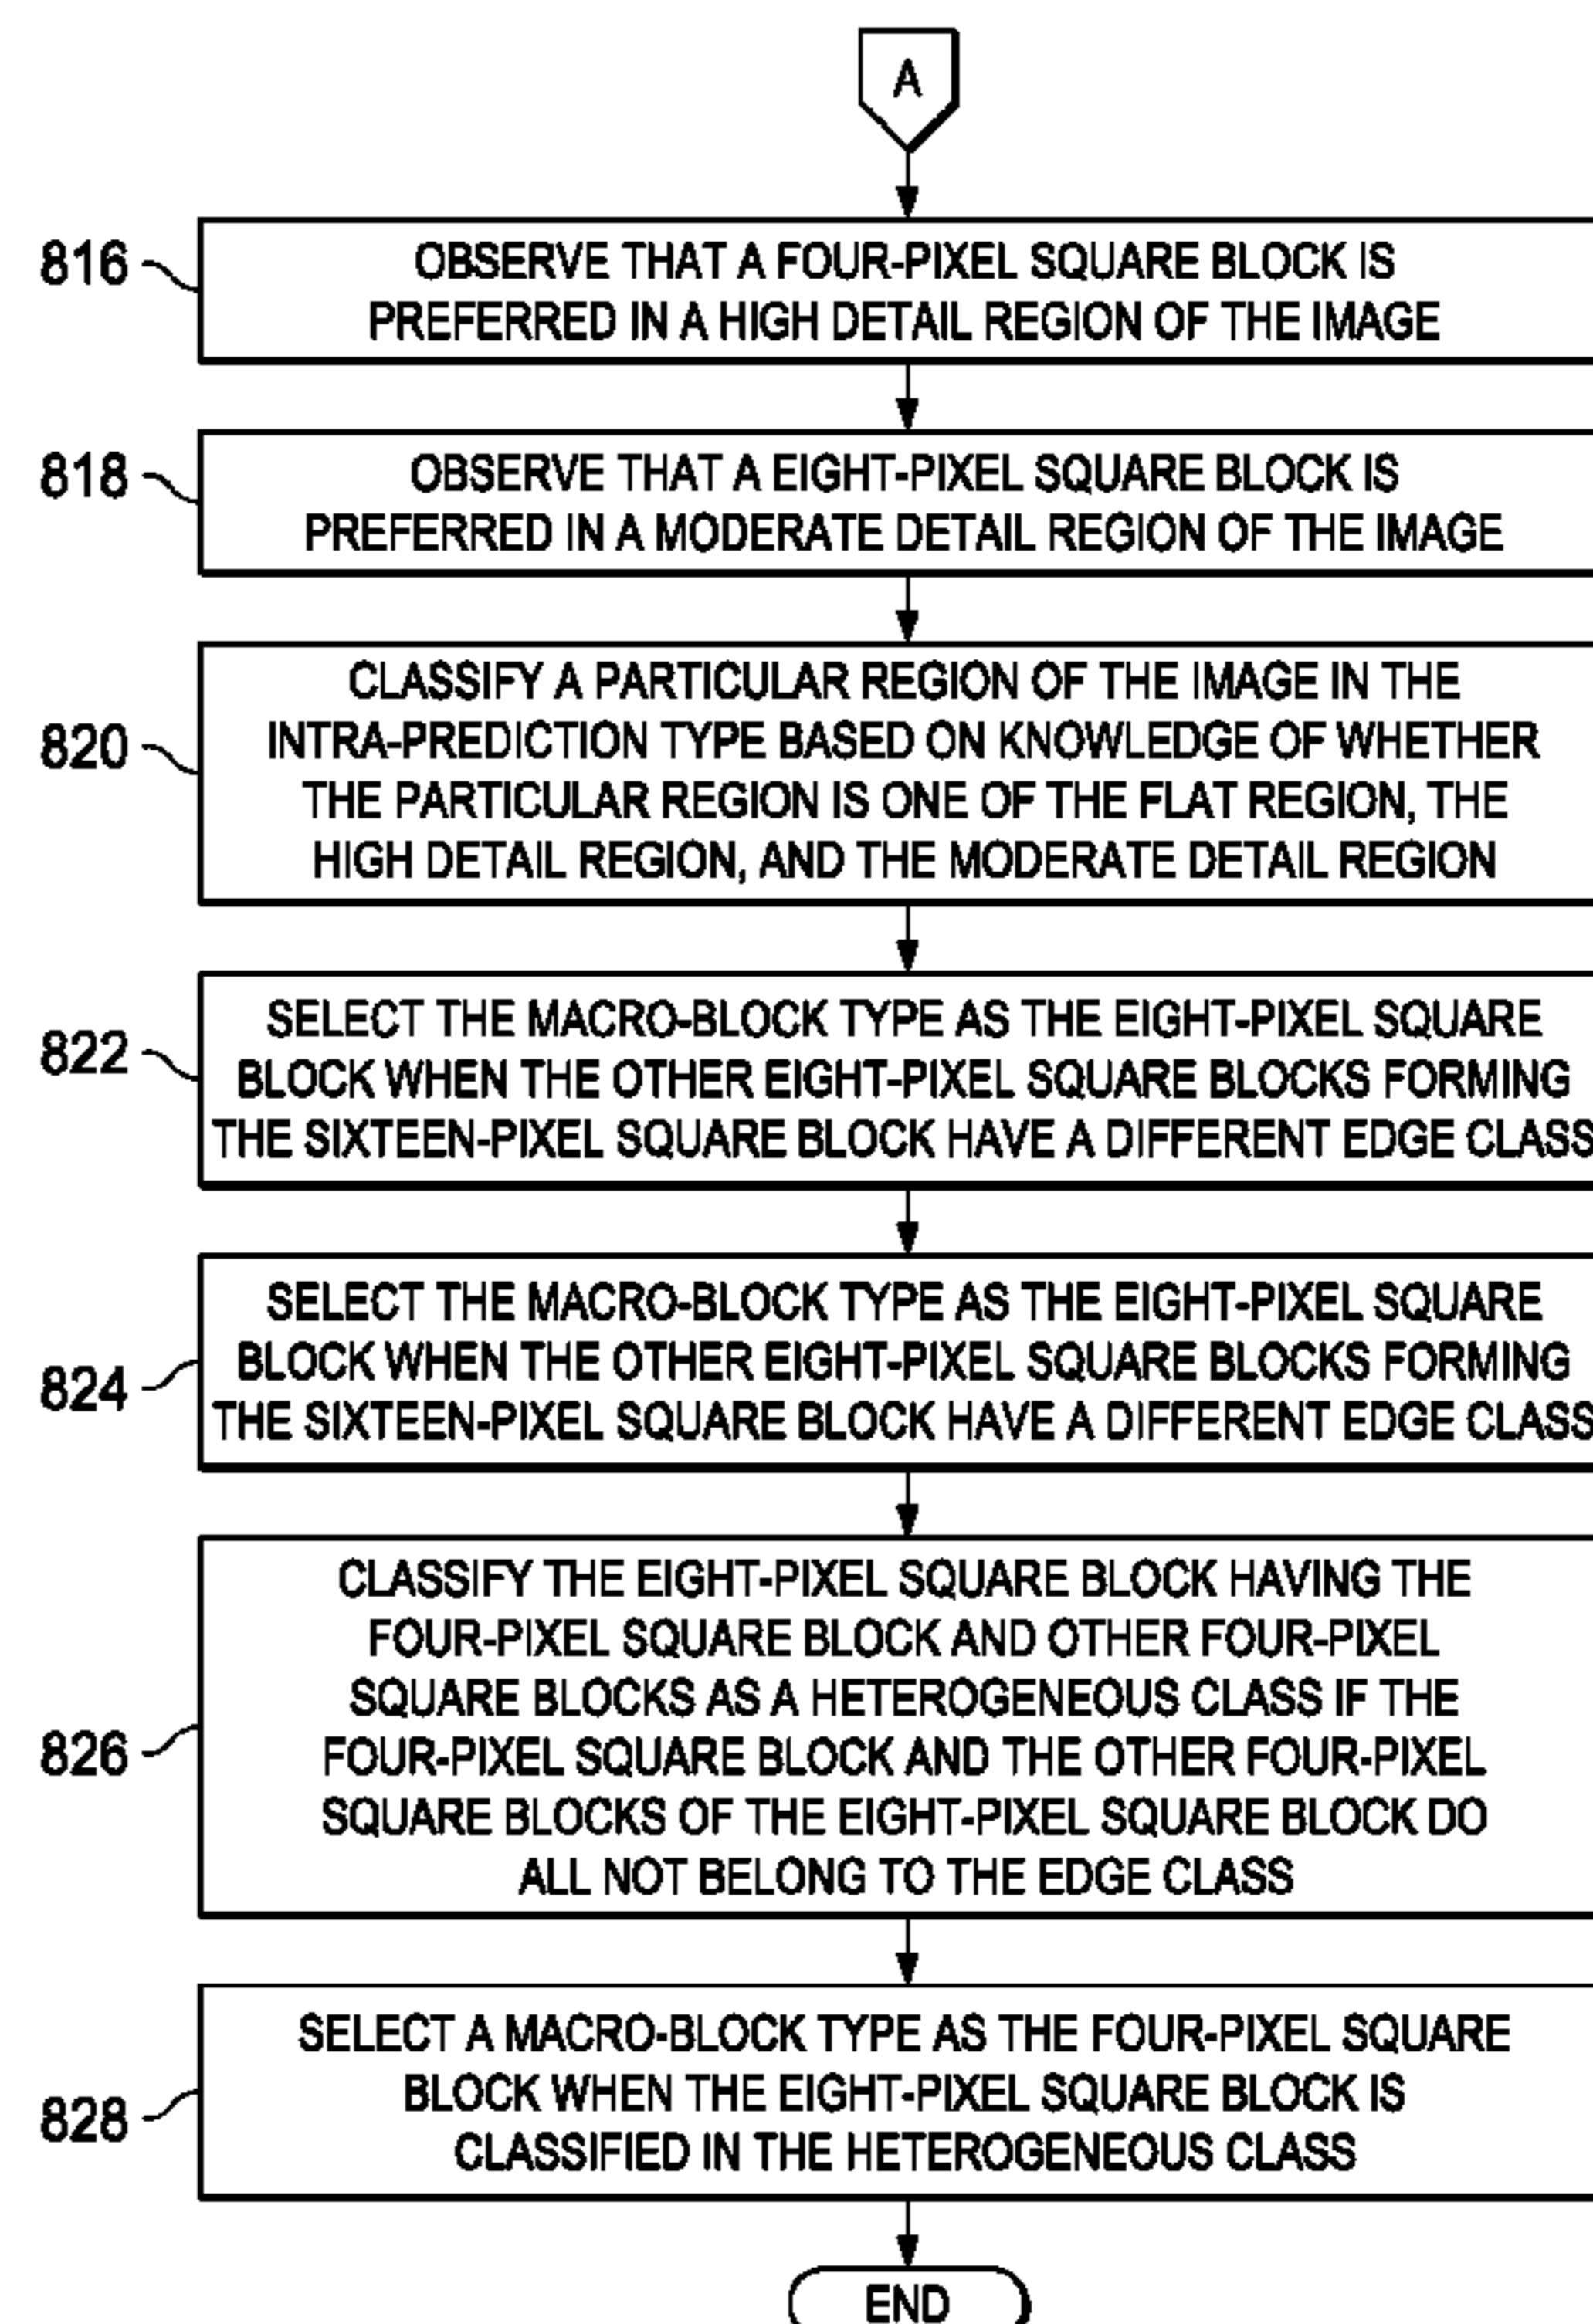 A
816
OBSERVE THAT A FOUR-PIXEL SQUARE BLOCK IS
PREFERRED IN A HIGH DETAIL REGION OF THE IMAGE
818
OBSERVE THAT A EIGHT-PIXEL SQUARE BLOCK IS
PREFERRED IN A MODERATE DETAIL REGION OF THE IMAGE
820
CLASSIFY A PARTICULAR REGION OF THE IMAGE IN THE
INTRA-PREDICTION TYPE BASED ON KNOWLEDGE OF WHETHER
THE PARTICULAR REGION IS ONE OF THE FLAT REGION, THE
HIGH DETAIL REGION, AND THE MODERATE DETAIL REGION
822
SELECT THE MACRO-BLOCK TYPE AS THE EIGHT-PIXEL SQUARE
BLOCK WHEN THE OTHER EIGHT-PIXEL SQUARE BLOCKS FORMING
THE SIXTEEN-PIXEL SQUARE BLOCK HAVE A DIFFERENT EDGE CLASS
824
SELECT THE MACRO-BLOCK TYPE AS THE EIGHT-PIXEL SQUARE
BLOCK WHEN THE OTHER EIGHT-PIXEL SQUARE BLOCKS FORMING
THE SIXTEEN-PIXEL SQUARE BLOCK HAVE A DIFFERENT EDGE CLASS
826
CLASSIFY THE EIGHT-PIXEL SQUARE BLOCK HAVING THE
FOUR-PIXEL SQUARE BLOCK AND OTHER FOUR-PIXEL
SQUARE BLOCKS AS A HETEROGENEOUS CLASS IF THE
FOUR-PIXEL SQUARE BLOCK AND THE OTHER FOUR-PIXEL
SQUARE BLOCKS OF THE EIGHT-PIXEL SQUARE BLOCK DO
ALL NOT BELONG TO THE EDGE CLASS
828
SELECT A MACRO-BLOCK TYPE AS THE FOUR-PIXEL SQUARE
BLOCK WHEN THE EIGHT-PIXEL SQUARE BLOCK IS
CLASSIFIED IN THE HETEROGENEOUS CLASS
END